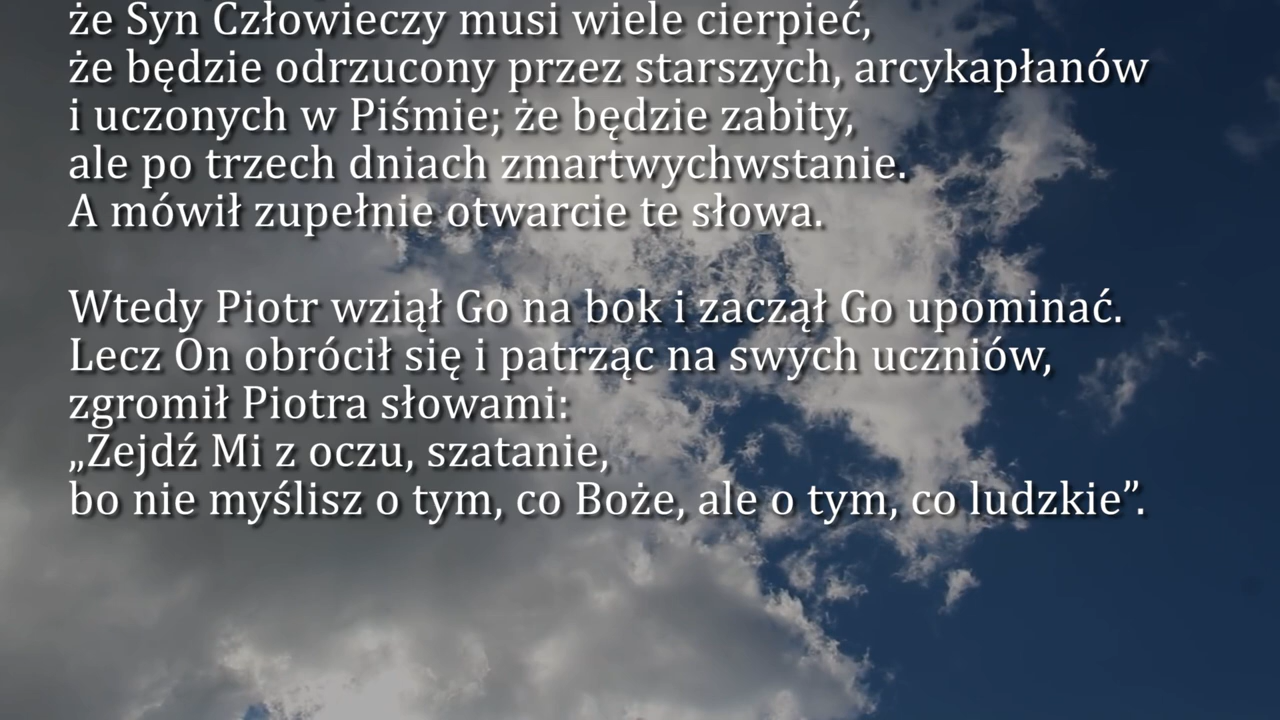 że Syn Człowieczy musi wiele cierpieć,
że będzie odrzucony przez starszych, arcykapłanów
i uczonych w Piśmie; że będzie zabity,
ale po trzech dniach zmartwychwstanie.
A mówił zupełnie otwarcie te słowa.
Wtedy Piotr wziął Go na bok i zaczął Go upominać.
Lecz On obrócił się i patrząc na swych uczniów,
zgromił Piotra słowami:
„Zejdź Mi z oczu, szatanie,
bo nie myślisz o tym, co Boże, ale o tym, co ludzkie”.